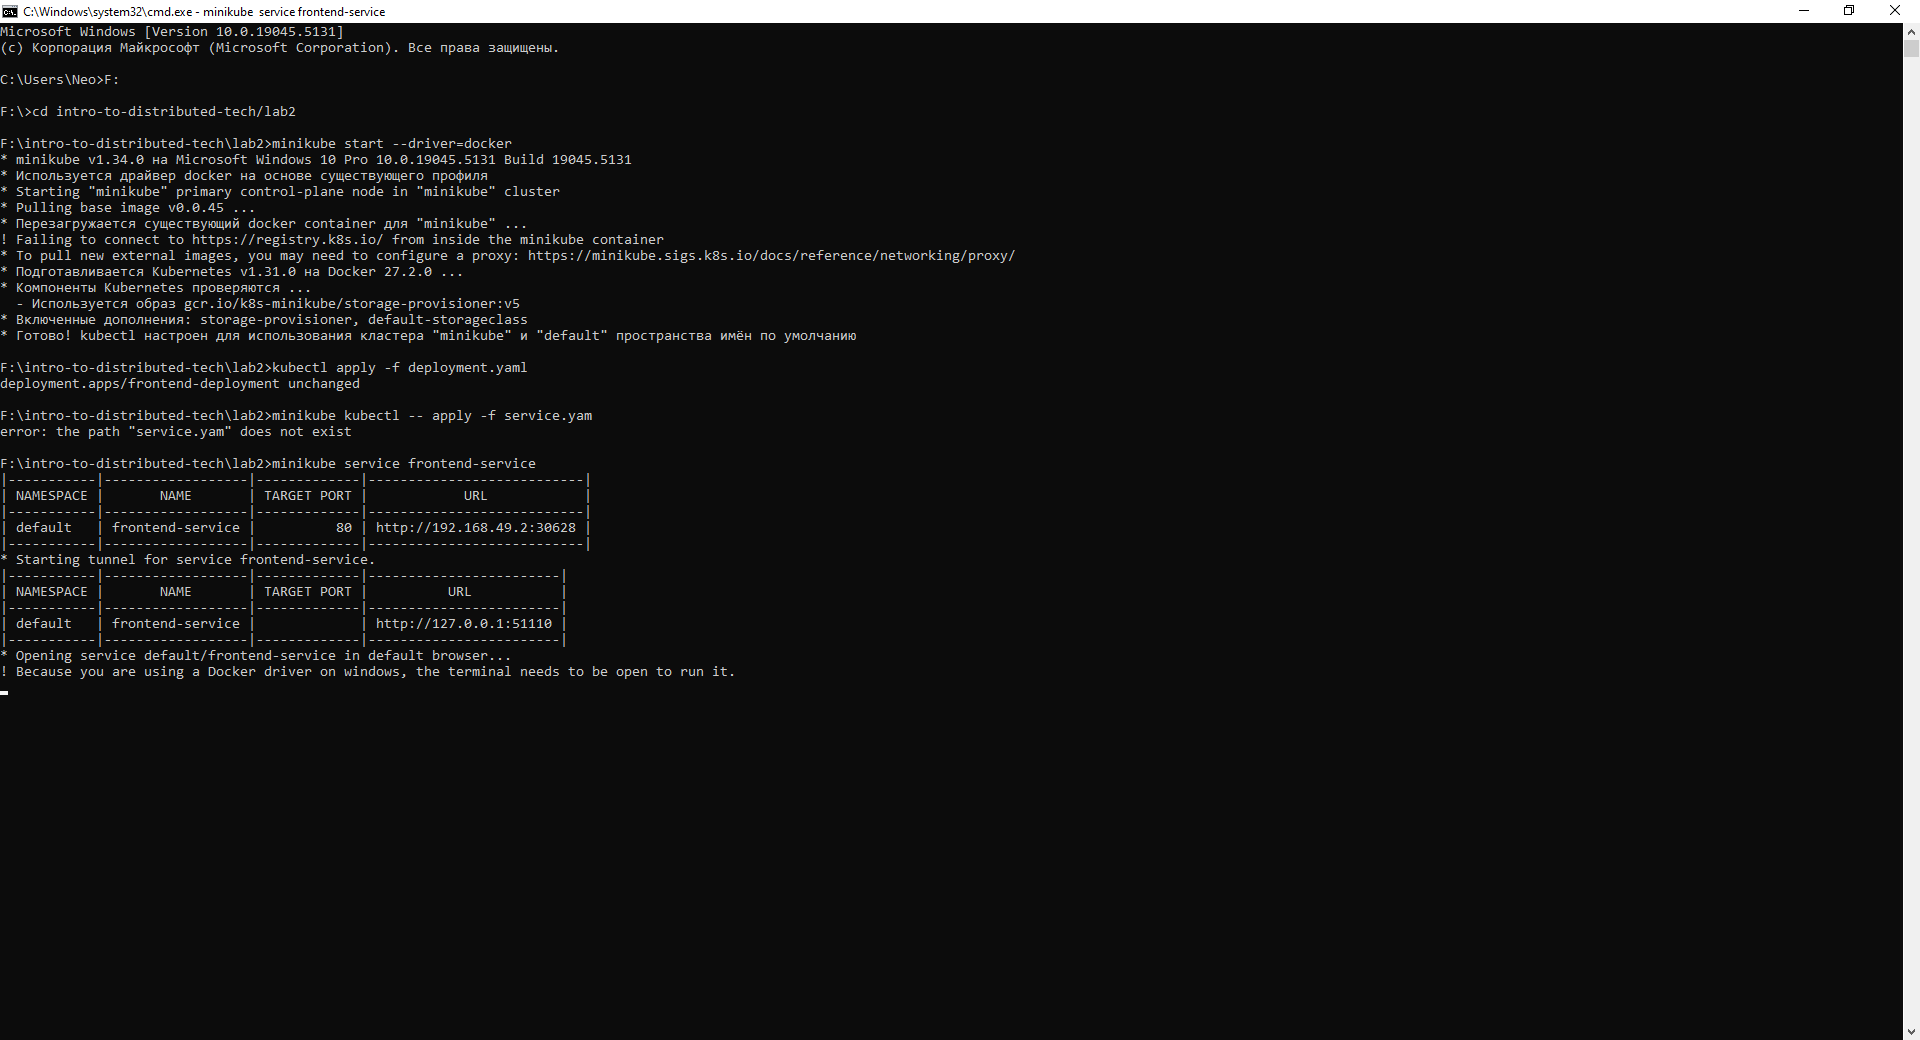 C:\Windows\system32\cmd.exe - minikube  service frontend-service
Microsoft Windows [Version 10.0.19045.5131]
(c) Корпорация Майкрософт (Microsoft Corporation). Все права защищены.
C:\Users\Neo>F:
F:\>cd intro-to-distributed-tech/lab2
F:\intro-to-distributed-tech\lab2>minikube start --driver=docker
* minikube v1.34.0 на Microsoft Windows 10 Pro 10.0.19045.5131 Build 19045.5131
* Используется драйвер docker на основе существующего профиля
* Starting "minikube" primary control-plane node in "minikube" cluster
* Pulling base image v0.0.45 ...
* Перезагружается существующий docker container для "minikube" ...
! Failing to connect to https://registry.k8s.io/ from inside the minikube container
* To pull new external images, you may need to configure a proxy: https://minikube.sigs.k8s.io/docs/reference/networking/proxy/
* Подготавливается Kubernetes v1.31.0 на Docker 27.2.0 ...
* Компоненты Kubernetes проверяются ...
  - Используется образ gcr.io/k8s-minikube/storage-provisioner:v5
* Включенные дополнения: storage-provisioner, default-storageclass
* Готово! kubectl настроен для использования кластера "minikube" и "default" пространства имён по умолчанию
F:\intro-to-distributed-tech\lab2>kubectl apply -f deployment.yaml
deployment.apps/frontend-deployment unchanged
F:\intro-to-distributed-tech\lab2>minikube kubectl -- apply -f service.yam
error: the path "service.yam" does not exist
F:\intro-to-distributed-tech\lab2>minikube service frontend-service
|-----------|------------------|-------------|---------------------------|
| NAMESPACE |       NAME       | TARGET PORT |            URL            |
|-----------|------------------|-------------|---------------------------|
| default   | frontend-service |          80 | http://192.168.49.2:30628 |
|-----------|------------------|-------------|---------------------------|
* Starting tunnel for service frontend-service.
|-----------|------------------|-------------|------------------------|
| NAMESPACE |       NAME       | TARGET PORT |          URL           |
|-----------|------------------|-------------|------------------------|
| default   | frontend-service |             | http://127.0.0.1:51110 |
|-----------|------------------|-------------|------------------------|
* Opening service default/frontend-service in default browser...
! Because you are using a Docker driver on windows, the terminal needs to be open to run it.